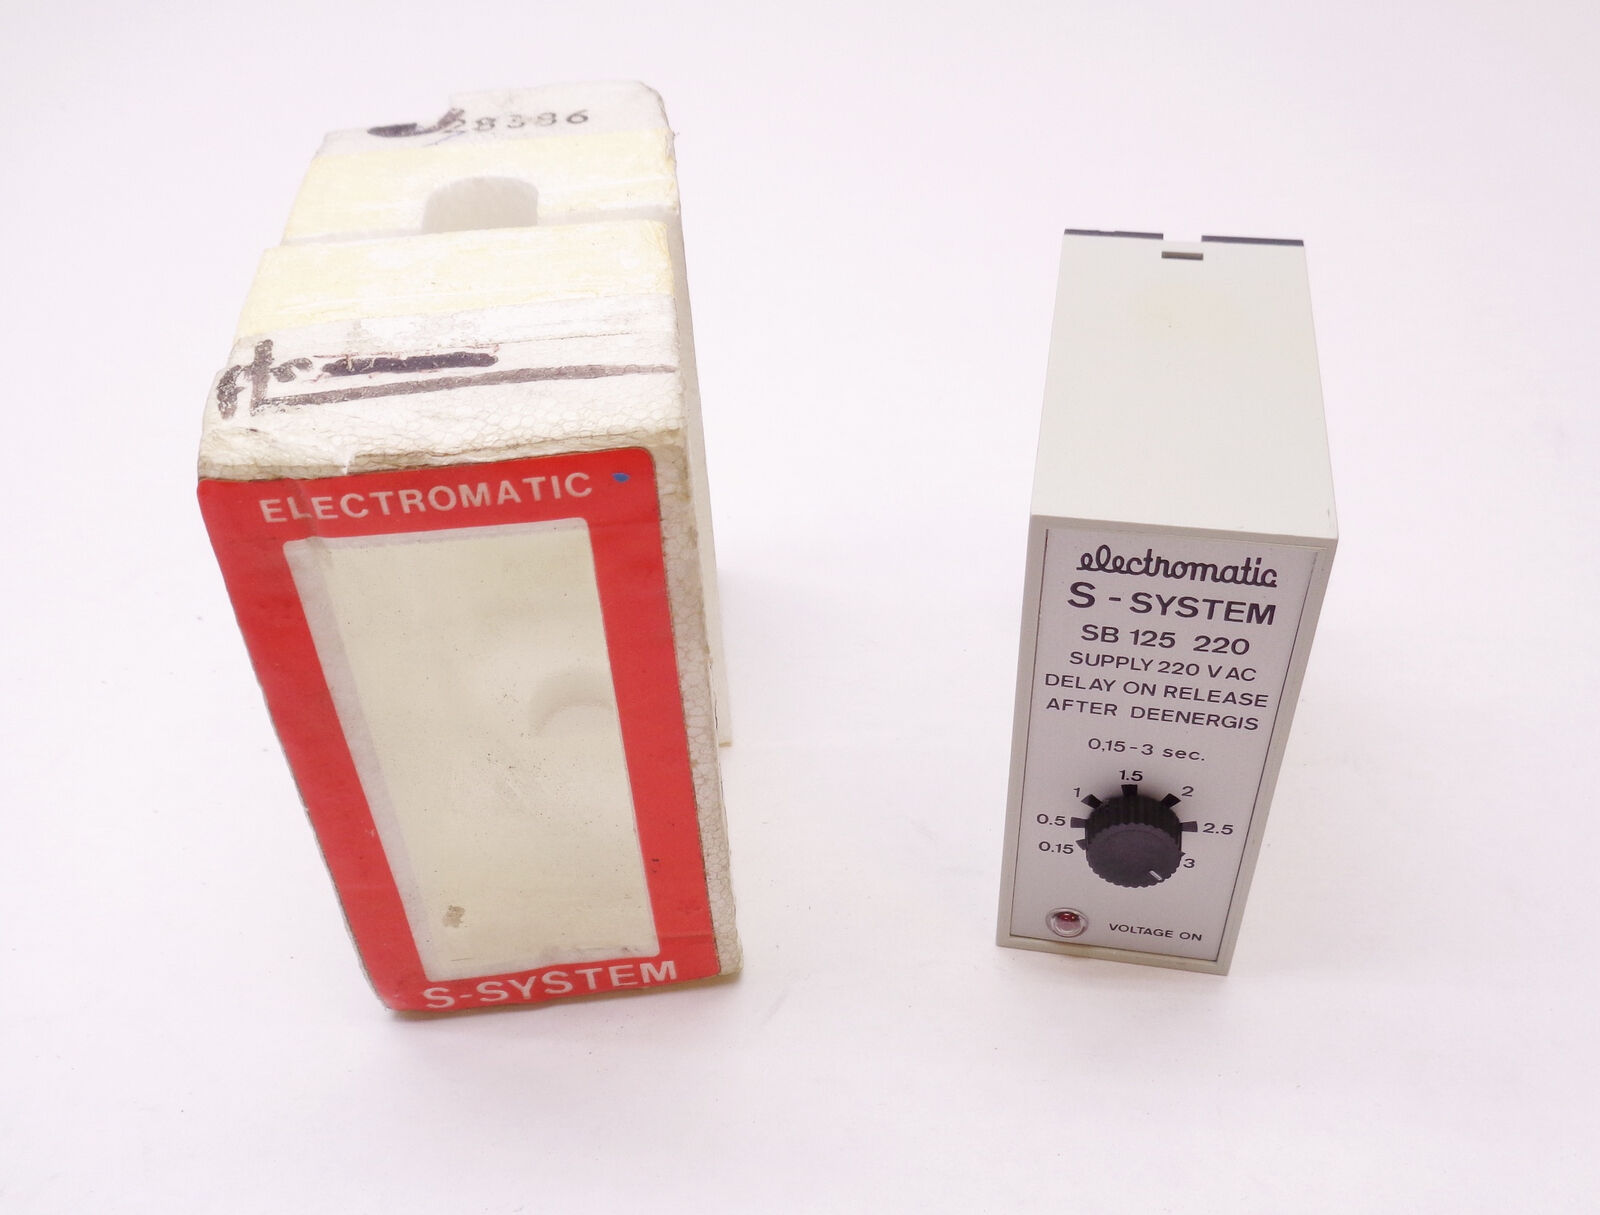 28386
ELECTROMATIC
S-SYSTEM
electromatic
S - SYSTEM
SB 125 220
SUPPLY 220 V AC
DELAY ON RELEASE
AFTER DEENERGIS
0,15-3 sec.
1.5
1 2
0.5 2.5
0.15 3
VOLTAGE ON